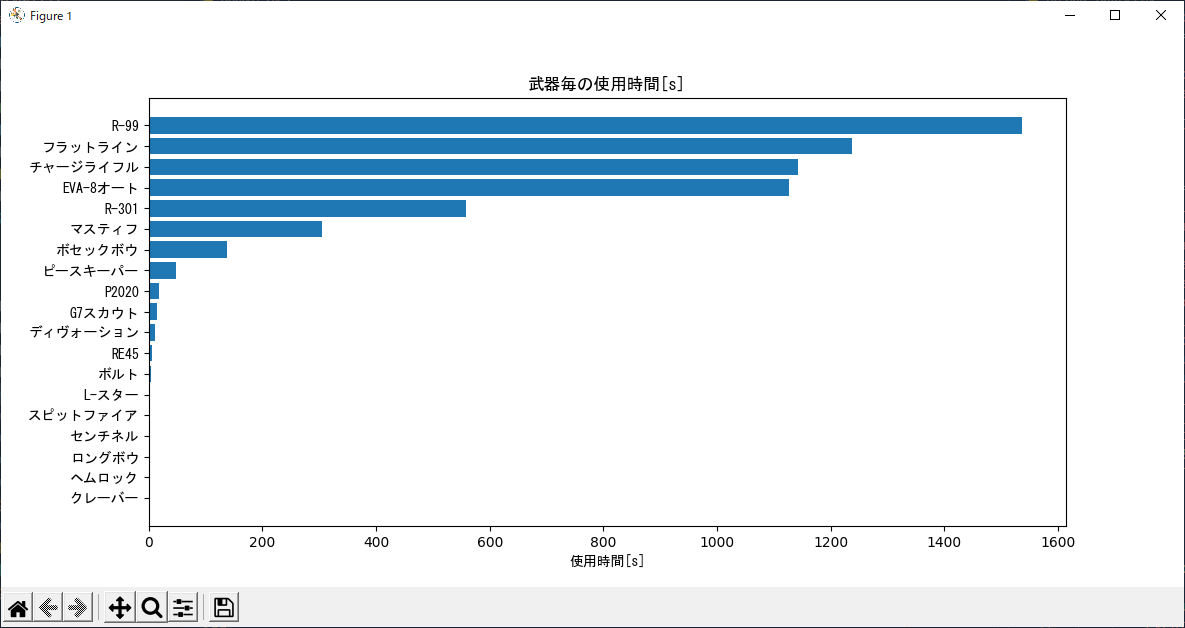 Figure 1
武器毎の使用時間[s]
R-99
フラットライン
チャージライフル
EVA-8オート
R-301
マスティフ
ボセックボウ
ピースキーパー
P2020
G7スカウト
ディヴォーション
RE45
ボルト
L-スター
スピットファイア
センチネル
ロングボウ
ヘムロック
クレーバー
0 200 400 600 800 1000 1200 1400 1600
使用時間[s]